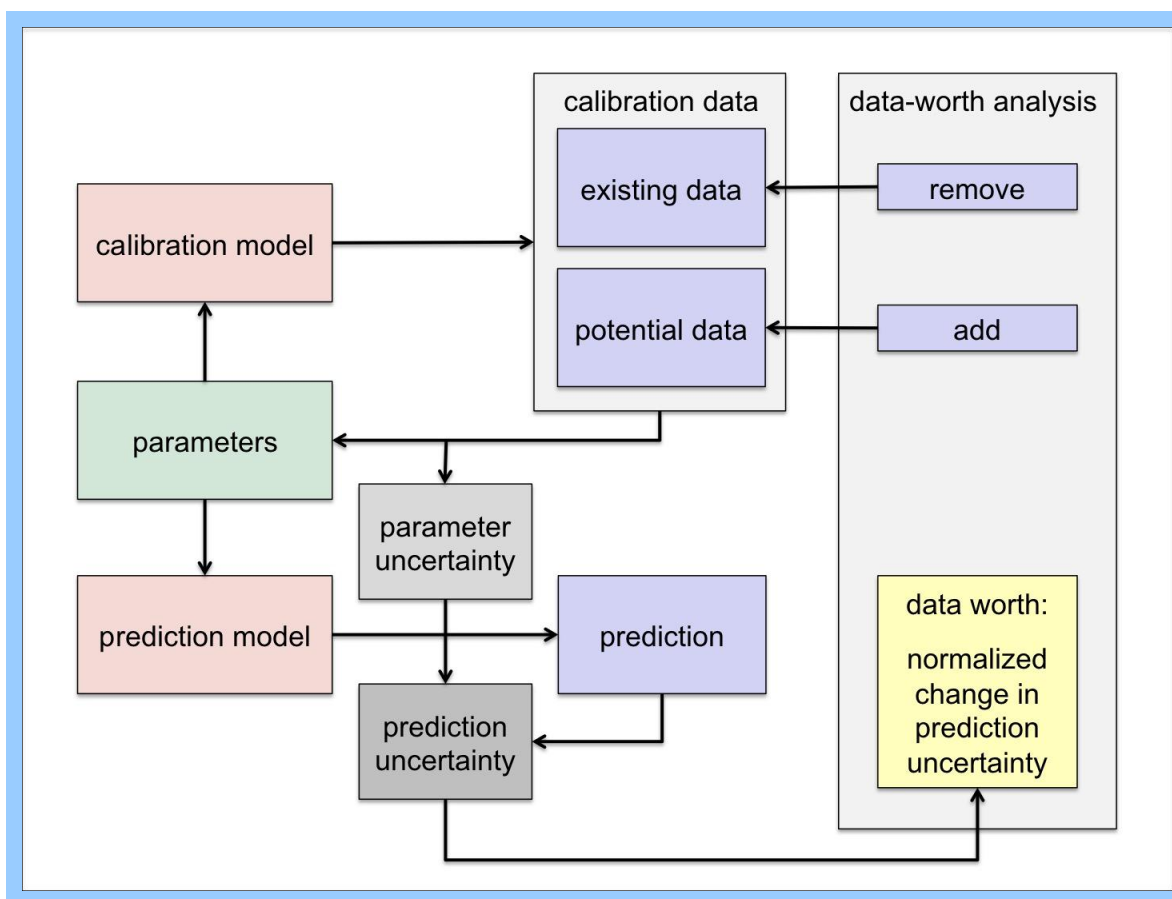 calibration data
data-worth analysis
existing data
remove
calibration model
potential data
add
parameters
parameter
uncertainty
prediction model
prediction
data worth:
normalized
change in
prediction
uncertainty
prediction
uncertainty